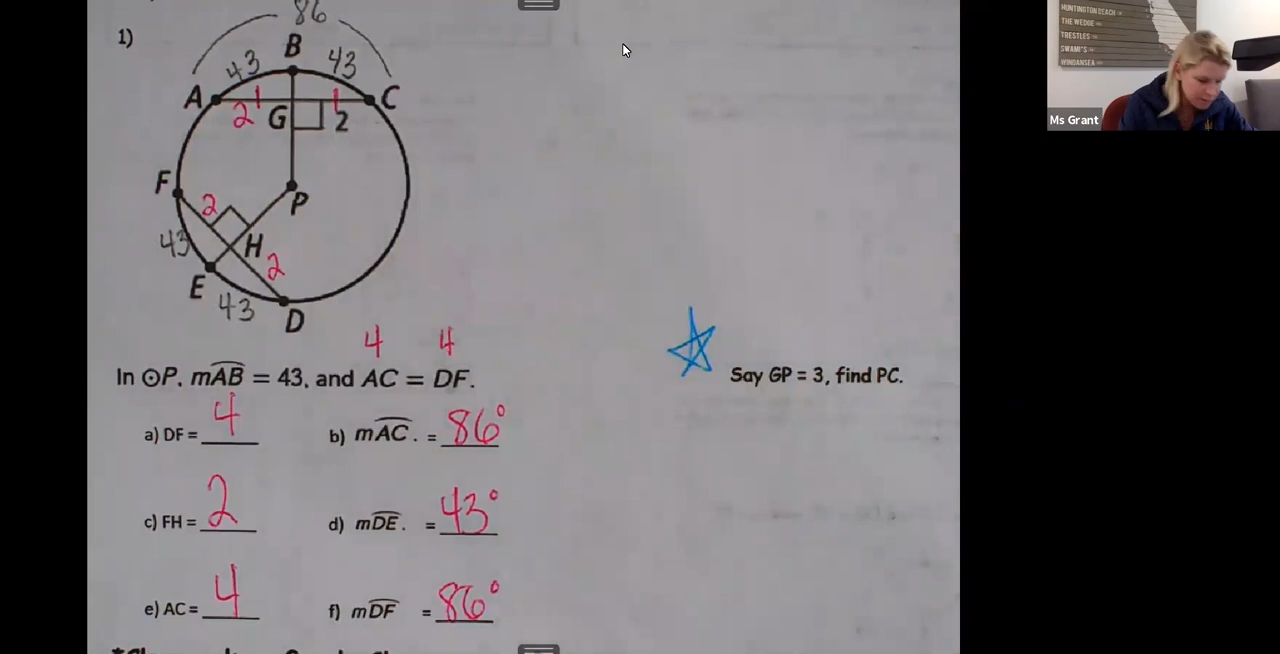 86
1)
B
43
43
HUNTINGTON BEACH
THE WEDGE
TRESTLES
SWAMI'S
WINDANSEA
A
C
2
G
2
Ms Grant
F
2
P
43
H
2
E
43
D
4 4
In ⊙P, mAB = 43, and AC = DF.
Say GP = 3, find PC.
a) DF = 4
b) mAC. = 86°
c) FH = 2
d) mDE. = 43°
e) AC = 4
f) mDF = 86°